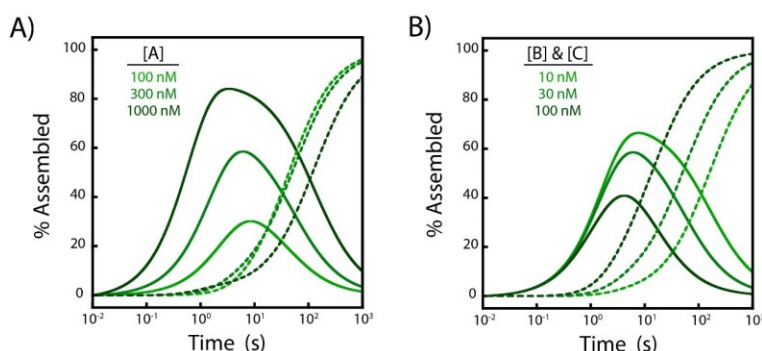 A)
[A]
100 nM
300 nM
1000 nM
% Assembled
100
80
60
40
20
0
10⁻² 10⁻¹ 10⁰ 10¹ 10² 10³
Time (s)
B)
[B] & [C]
10 nM
30 nM
100 nM
% Assembled
100
80
60
40
20
0
10⁻² 10⁻¹ 10⁰ 10¹ 10² 10³
Time (s)